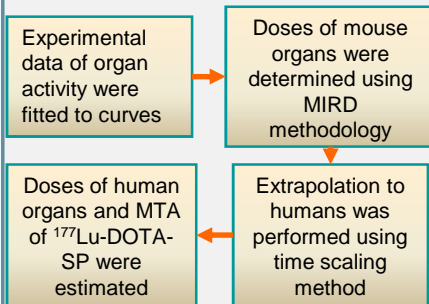 Experimental
data of organ
activity were
fitted to curves
Doses of mouse
organs were
determined using
MIRD
methodology
Extrapolation to
humans was
performed using
time scaling
method
Doses of human
organs and MTA
of ¹⁷⁷Lu-DOTA-
SP were
estimated